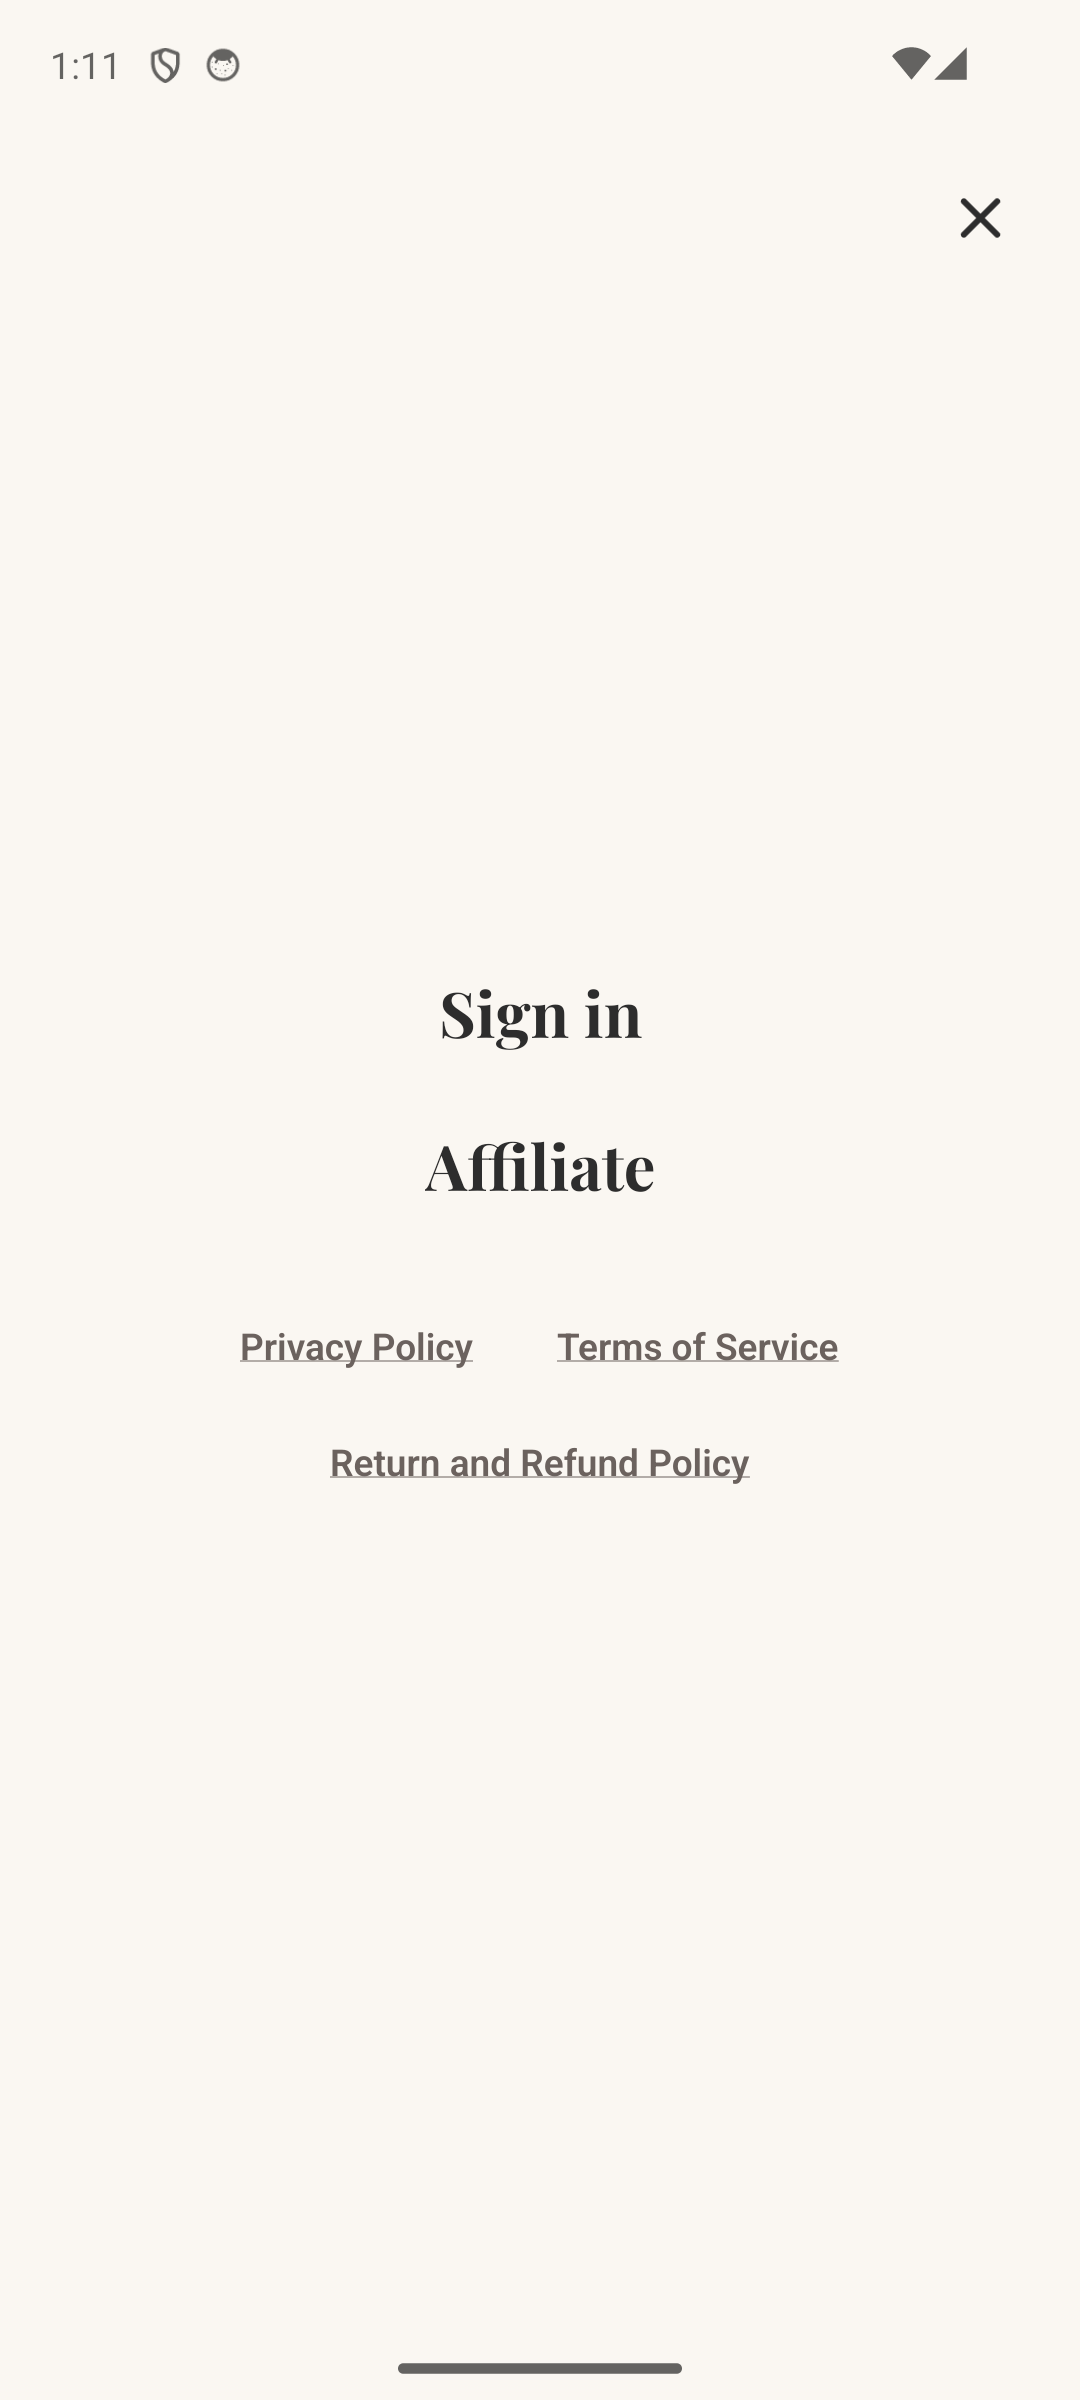 1:11
Sign in
Affiliate
Privacy Policy Terms of Service
Return and Refund Policy